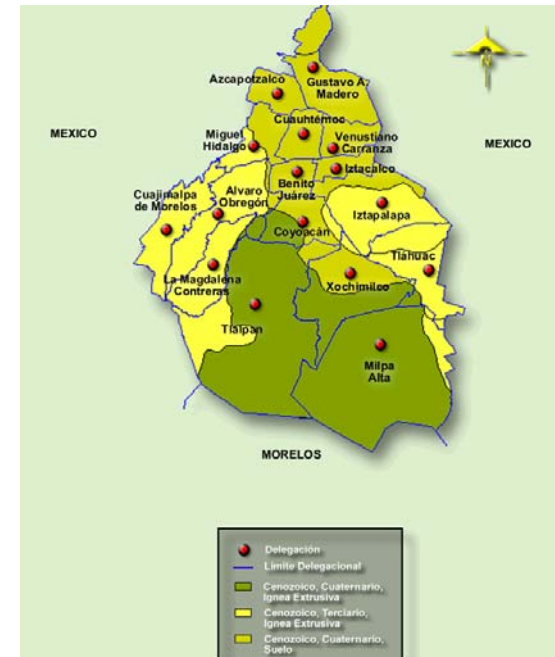 Azcapotzalco
Gustavo A.
Madero
Cuauhtémoc
MEXICO
Miguel
Hidalgo
Venustiano
Carranza
MEXICO
Iztacalco
Benito
Juárez
Cuajimalpa
de Morelos
Alvaro
Obregón
Iztapalapa
Coyoacán
Tláhuac
La Magdalena
Contreras
Xochimilco
Tlalpan
Milpa
Alta
MORELOS
Delegación
Límite Delegacional
Cenozoico, Cuaternario,
Ignea Extrusiva
Cenozoico, Terciario,
Ignea Extrusiva
Cenozoico, Cuaternario,
Suelo